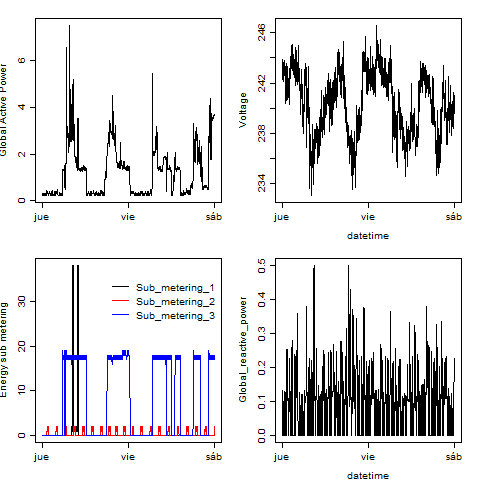 Global Active Power
0
2
4
6
jue
vie
sáb
Voltage
234
238
242
246
jue
vie
sáb
datetime
Energy sub metering
0
10
20
30
jue
vie
sáb
Sub_metering_1
Sub_metering_2
Sub_metering_3
Global_reactive_power
0.0
0.1
0.2
0.3
0.4
0.5
jue
vie
sáb
datetime